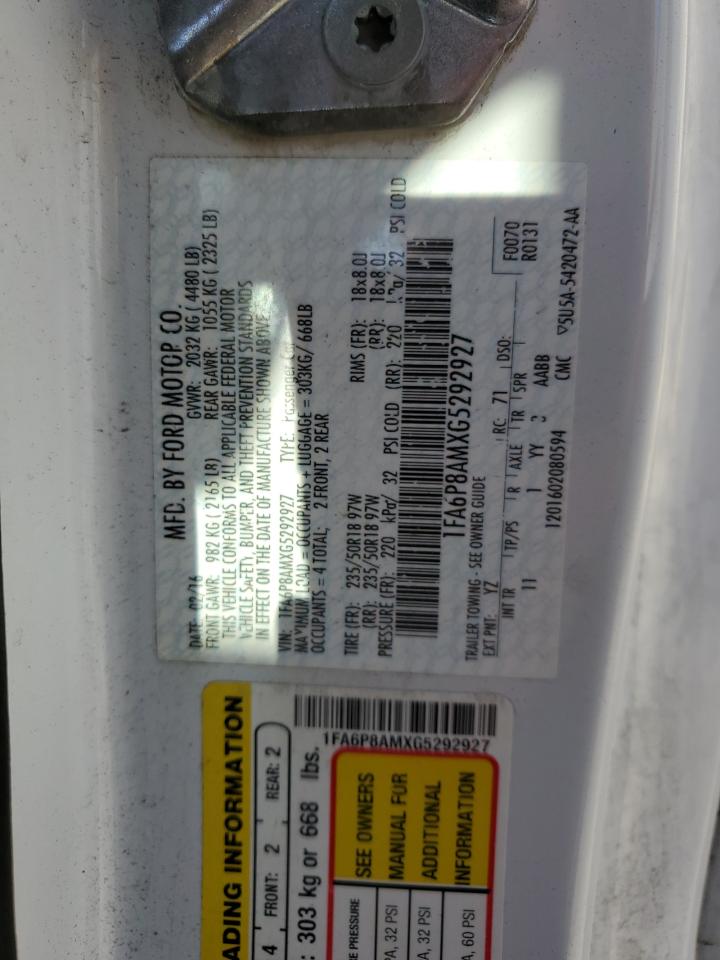 MFD. BY FORD MOTOR CO.
DATE: 02/16 GVWR: 2032 KG ( 4480 LB)
FRONT GAWR: 982 KG ( 2165 LB) REAR GAWR: 1055 KG ( 2325 LB)
THIS VEHICLE CONFORMS TO ALL APPLICABLE FEDERAL MOTOR
VEHICLE SAFETY, BUMPER, AND THEFT PREVENTION STANDARDS
IN EFFECT ON THE DATE OF MANUFACTURE SHOWN ABOVE.
VIN: 1FA6P8AMXG5292927 TYPE: Passenger
MAXIMUM LOAD = OCCUPANTS + LUGGAGE = 303KG/ 668LB
OCCUPANTS = 4 TOTAL: 2 FRONT, 2 REAR
TIRE (FR): 235/50R18 97W RIMS (FR): 18x8.0J
(RR): 235/50R18 97W (RR): 18x8.0J
PRESSURE (FR): 220 kPa/ 32 PSI COLD (RR): 220 kPa/ 32 PSI COLD
1FA6P8AMXG5292927
TRAILER TOWING - SEE OWNER GUIDE
EXT PNT: YZ RC: 71 DSO: F0070
R0131
INT TR TP/PS R AXLE TR SPR
11 1 YY AABB
1201602080594 CMC ▽5U5A-5420472-AA
1FA6P8AMXG5292927
ADING INFORMATION
4 FRONT: 2 REAR: 2
: 303 kg or 668 lbs.
RE PRESSURE SEE OWNERS
PA, 32 PSI MANUAL FOR
A, 32 PSI ADDITIONAL
A, 60 PSI INFORMATION